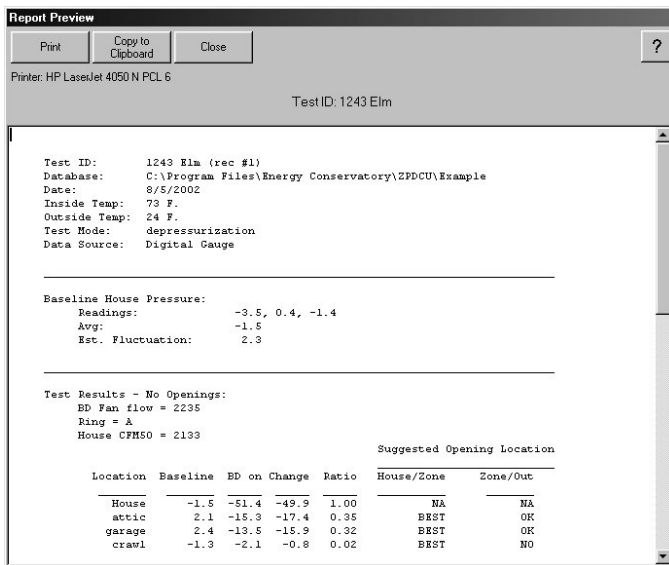 Report Preview
Print
Copy to
Clipboard
Close
?
Printer: HP LaserJet 4050 N PCL 6
Test ID: 1243 Elm
Test ID: 1243 Elm (rec #1)
Database: C:\Program Files\Energy Conservatory\ZPDCU\Example
Date: 8/5/2002
Inside Temp: 73 F.
Outside Temp: 24 F.
Test Mode: depressurization
Data Source: Digital Gauge
Baseline House Pressure:
Readings: -3.5, 0.4, -1.4
Avg: -1.5
Est. Fluctuation: 2.3
Test Results - No Openings:
BD Fan flow = 2235
Ring = A
House CFM50 = 2133
Suggested Opening Location
Location Baseline BD on Change Ratio House/Zone Zone/Out
House -1.5 -51.4 -49.9 1.00 NA NA
attic 2.1 -15.3 -17.4 0.35 BEST OK
garage 2.4 -13.5 -15.9 0.32 BEST OK
crawl -1.3 -2.1 -0.8 0.02 BEST NO